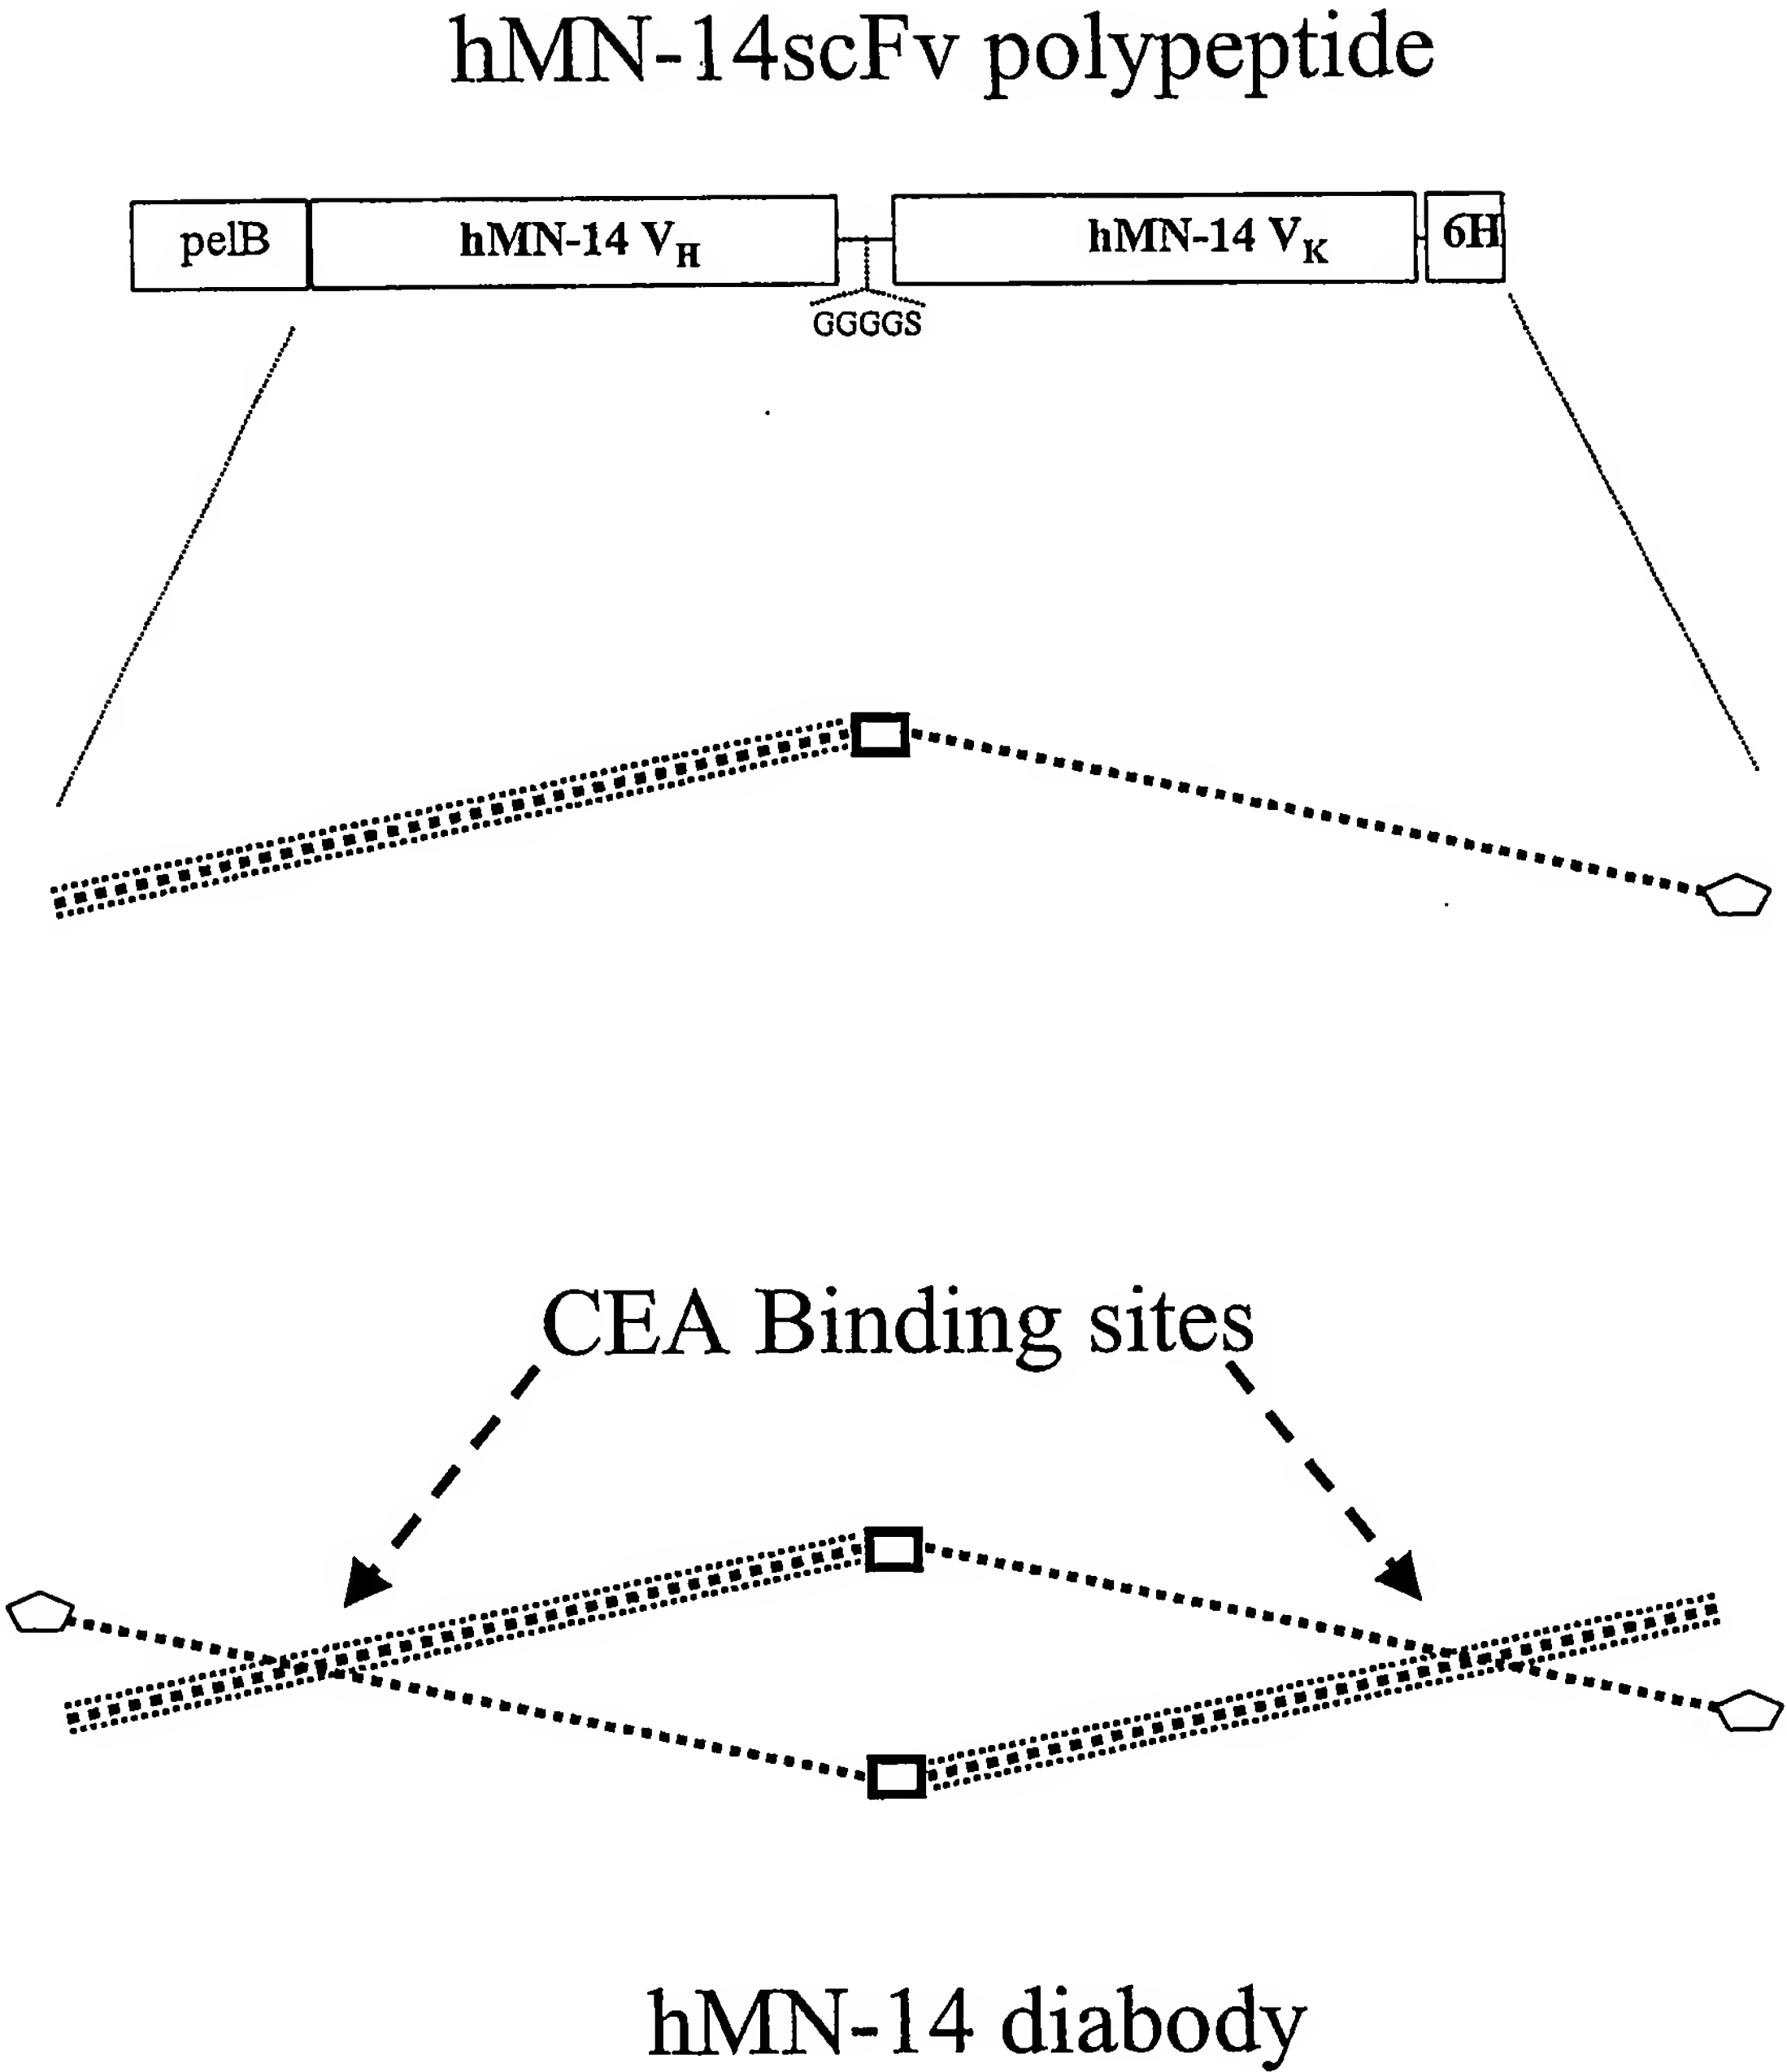 hMN-14scFv polypeptide
pelB hMN-14 VH hMN-14 VK 6H
GGGGS
CEA Binding sites
hMN-14 diabody